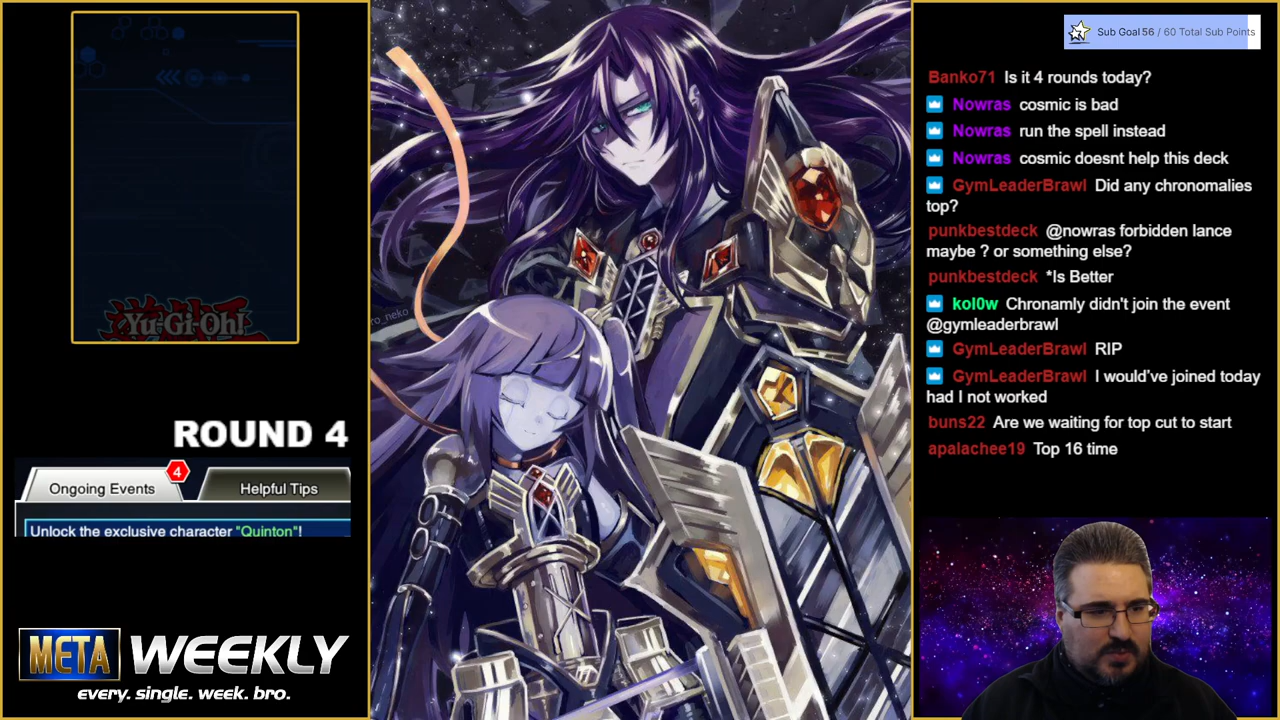 Yu-Gi-Oh!
ROUND 4
4
Ongoing Events
Helpful Tips
Unlock the exclusive character "Quinton"!
META WEEKLY
every. single. week. bro.
ro_neko
Sub Goal 56 / 60 Total Sub Points
Banko71 Is it 4 rounds today?
Nowras cosmic is bad
Nowras run the spell instead
Nowras cosmic doesnt help this deck
GymLeaderBrawl Did any chronomalies
top?
punkbestdeck @nowras forbidden lance
maybe ? or something else?
punkbestdeck *Is Better
kol0w Chronamly didn't join the event
@gymleaderbrawl
GymLeaderBrawl RIP
GymLeaderBrawl I would've joined today
had I not worked
buns22 Are we waiting for top cut to start
apalachee19 Top 16 time